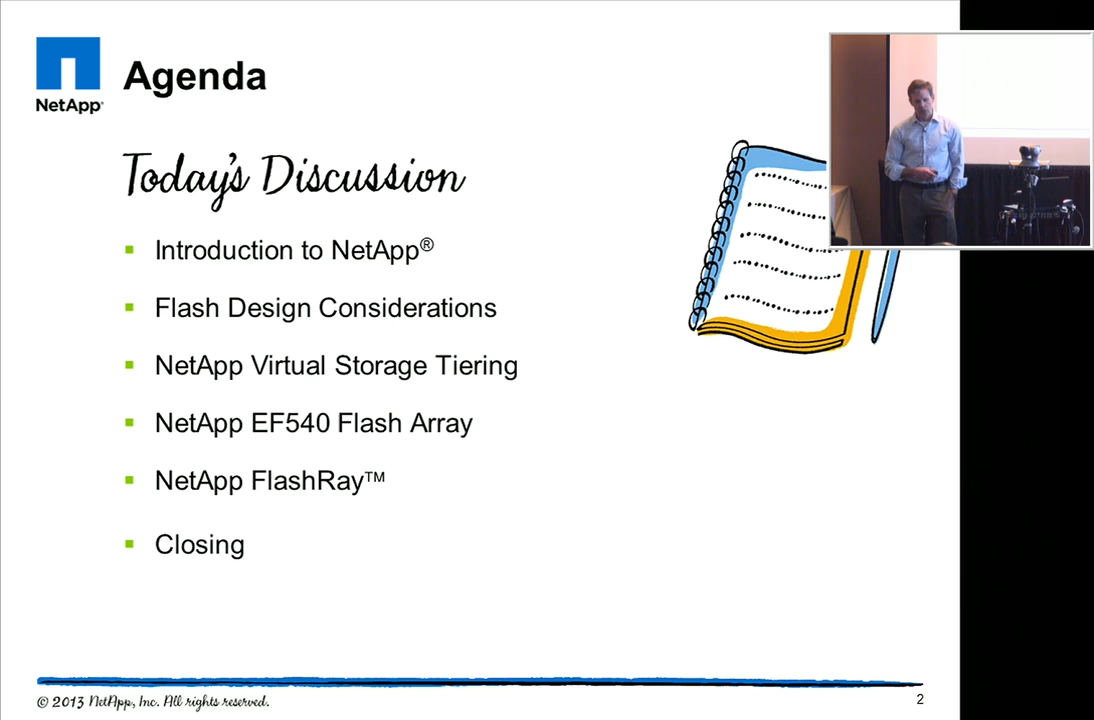 NetApp®
Agenda
Today's Discussion
Introduction to NetApp®
Flash Design Considerations
NetApp Virtual Storage Tiering
NetApp EF540 Flash Array
NetApp FlashRay™
Closing
© 2013 NetApp, Inc. All rights reserved.
2